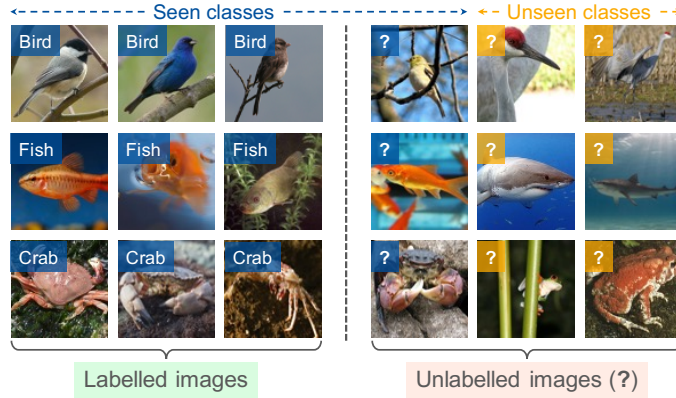 Seen classes
Unseen classes
Bird
Bird
Bird
?
?
?
Fish
Fish
Fish
?
?
?
Crab
Crab
Crab
?
?
?
Labelled images
Unlabelled images (?)